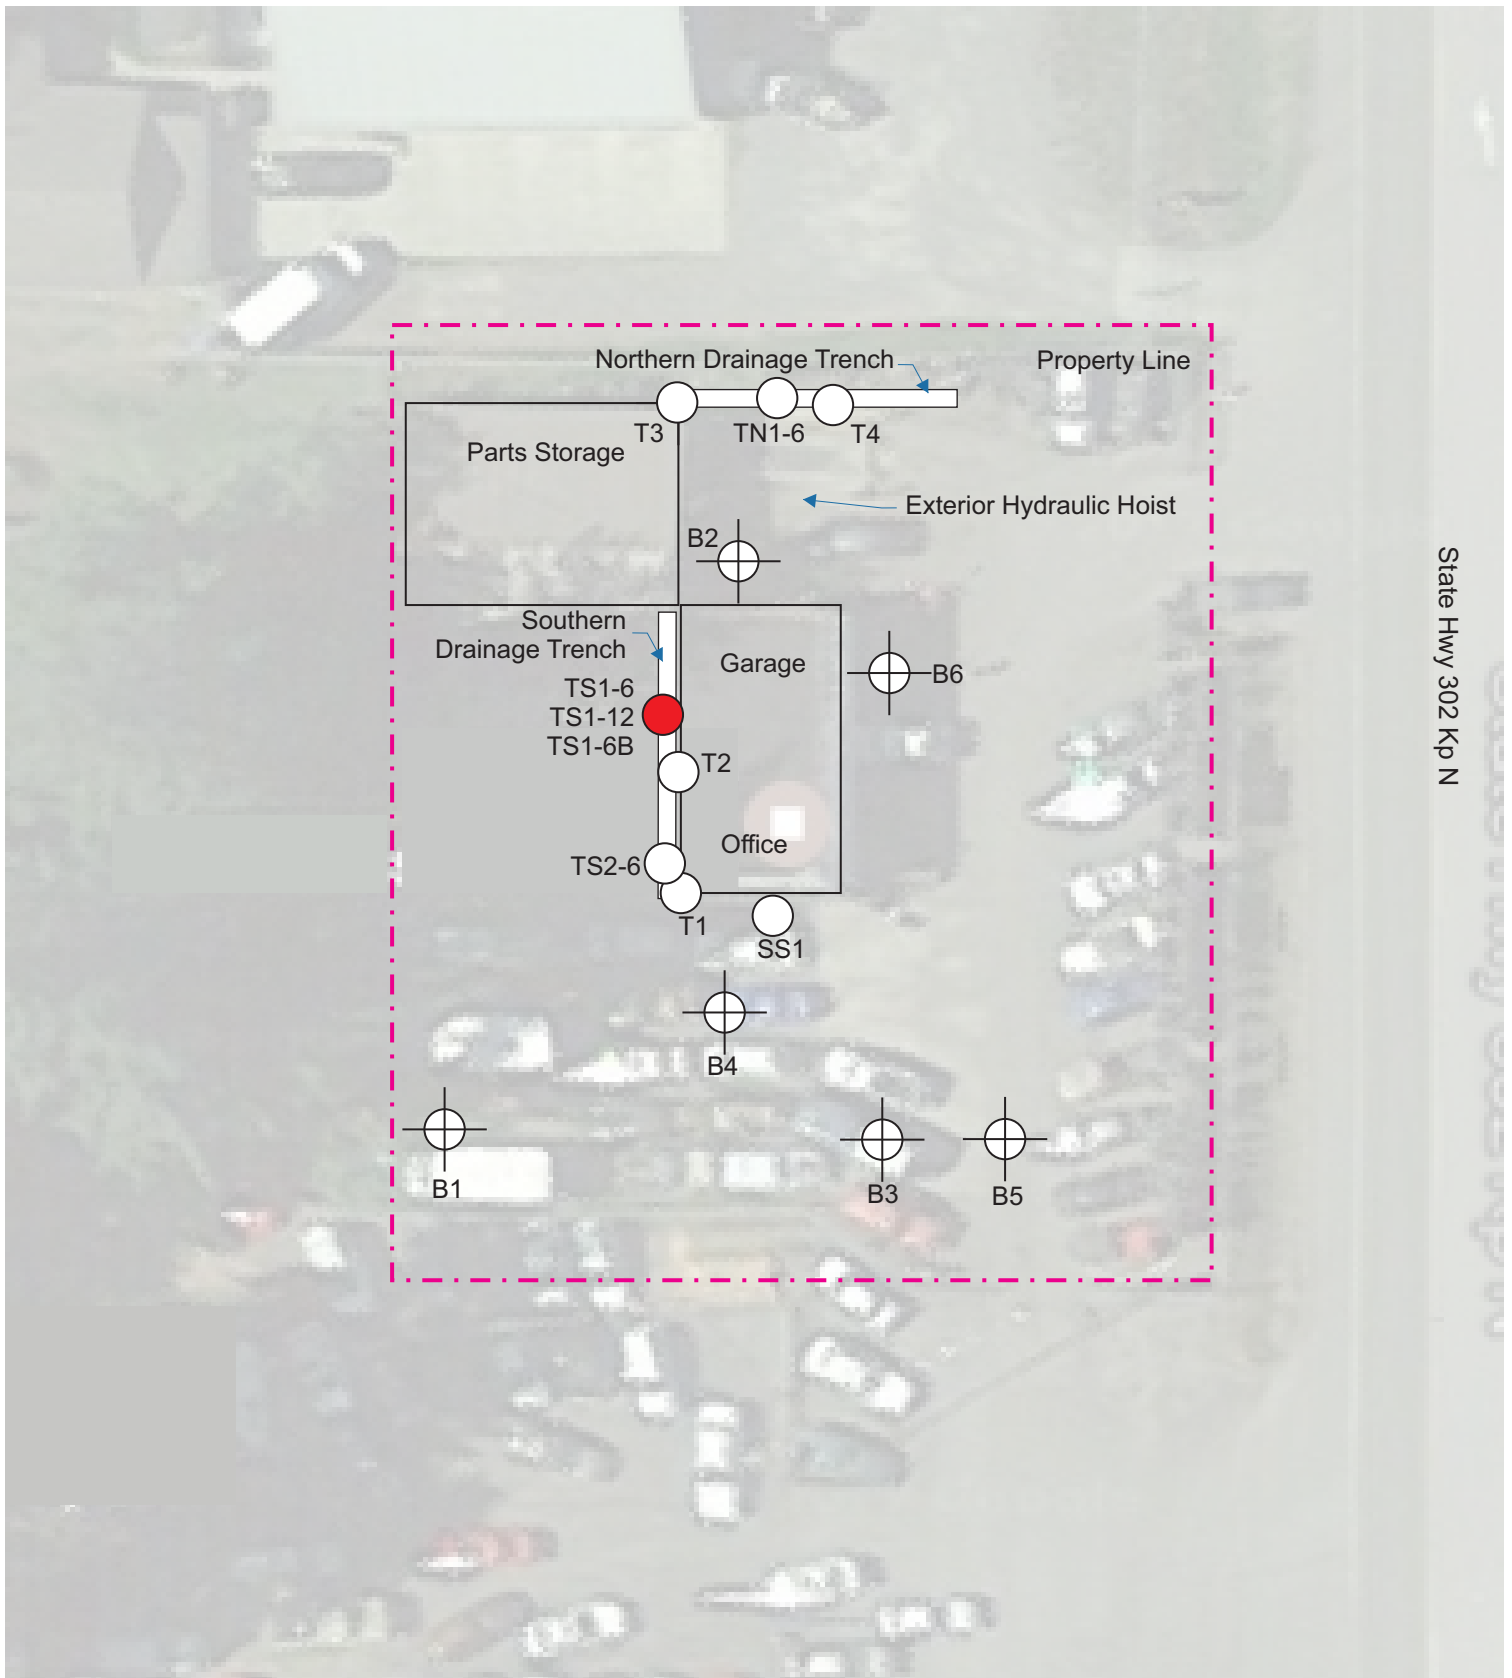 Northern Drainage Trench
Property Line
T3
TN1-6
T4
Parts Storage
Exterior Hydraulic Hoist
B2
Southern
Drainage Trench
Garage
B6
TS1-6
TS1-12
TS1-6B
T2
Office
TS2-6
T1
SS1
B4
B1
B3
B5
State Hwy 302 Kp N